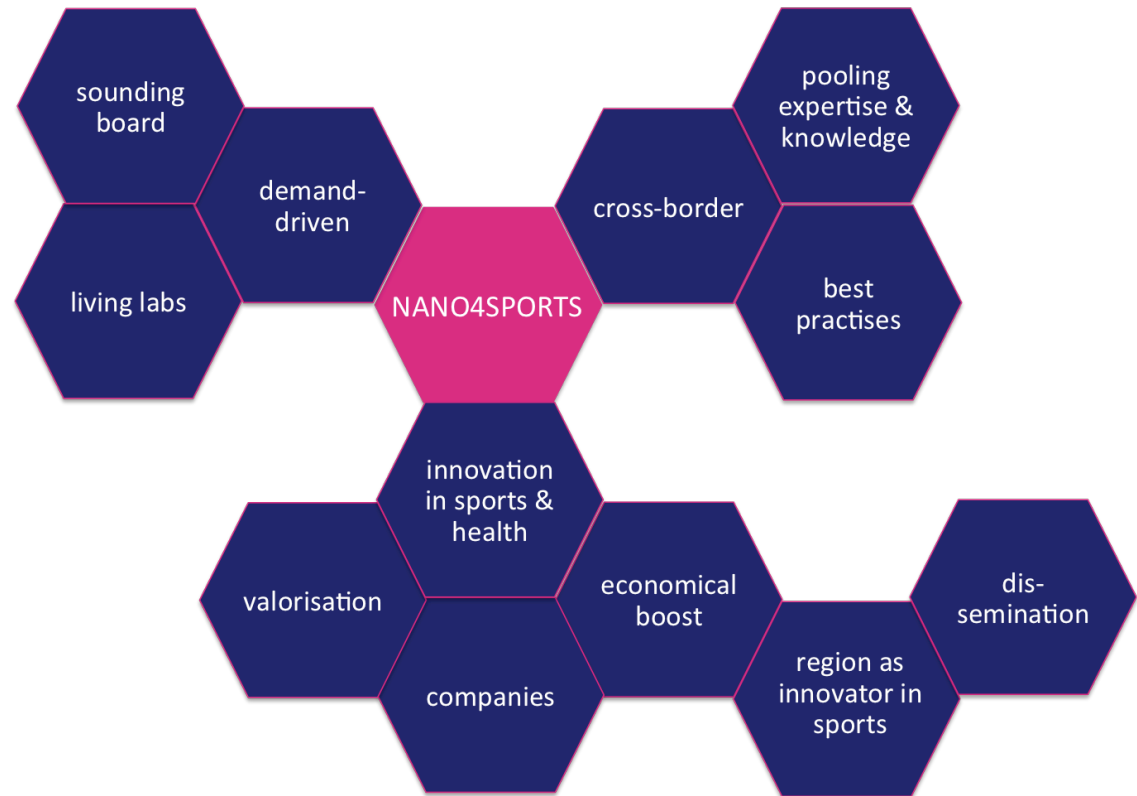 sounding
board
demand-
driven
living labs
NANO4SPORTS
cross-border
pooling
expertise &
knowledge
best
practises
innovation
in sports &
health
valorisation
companies
economical
boost
region as
innovator in
sports
dis-
semination